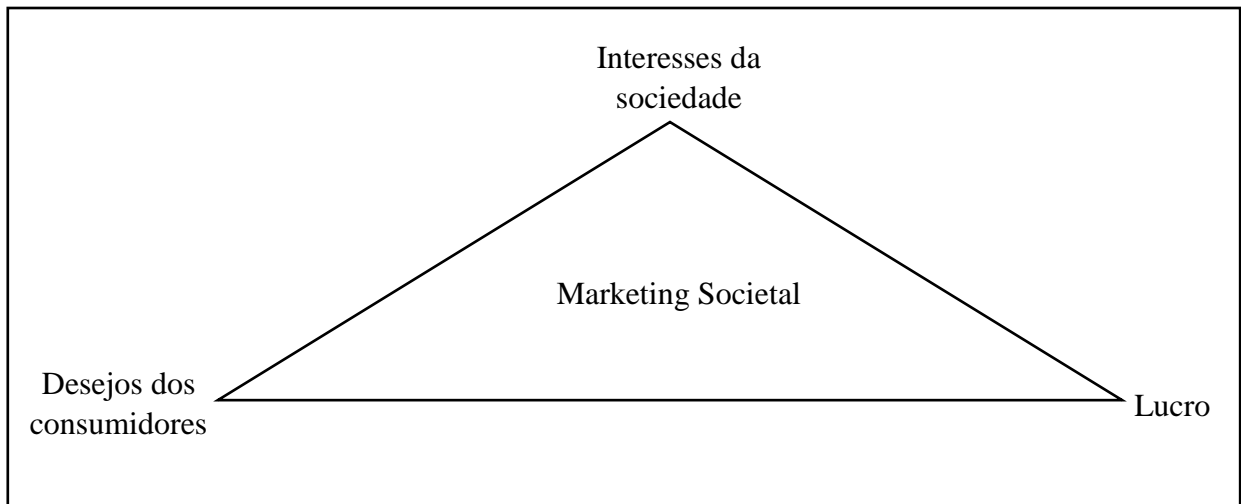 Interesses da
sociedade
Marketing Societal
Desejos dos
consumidores
Lucro